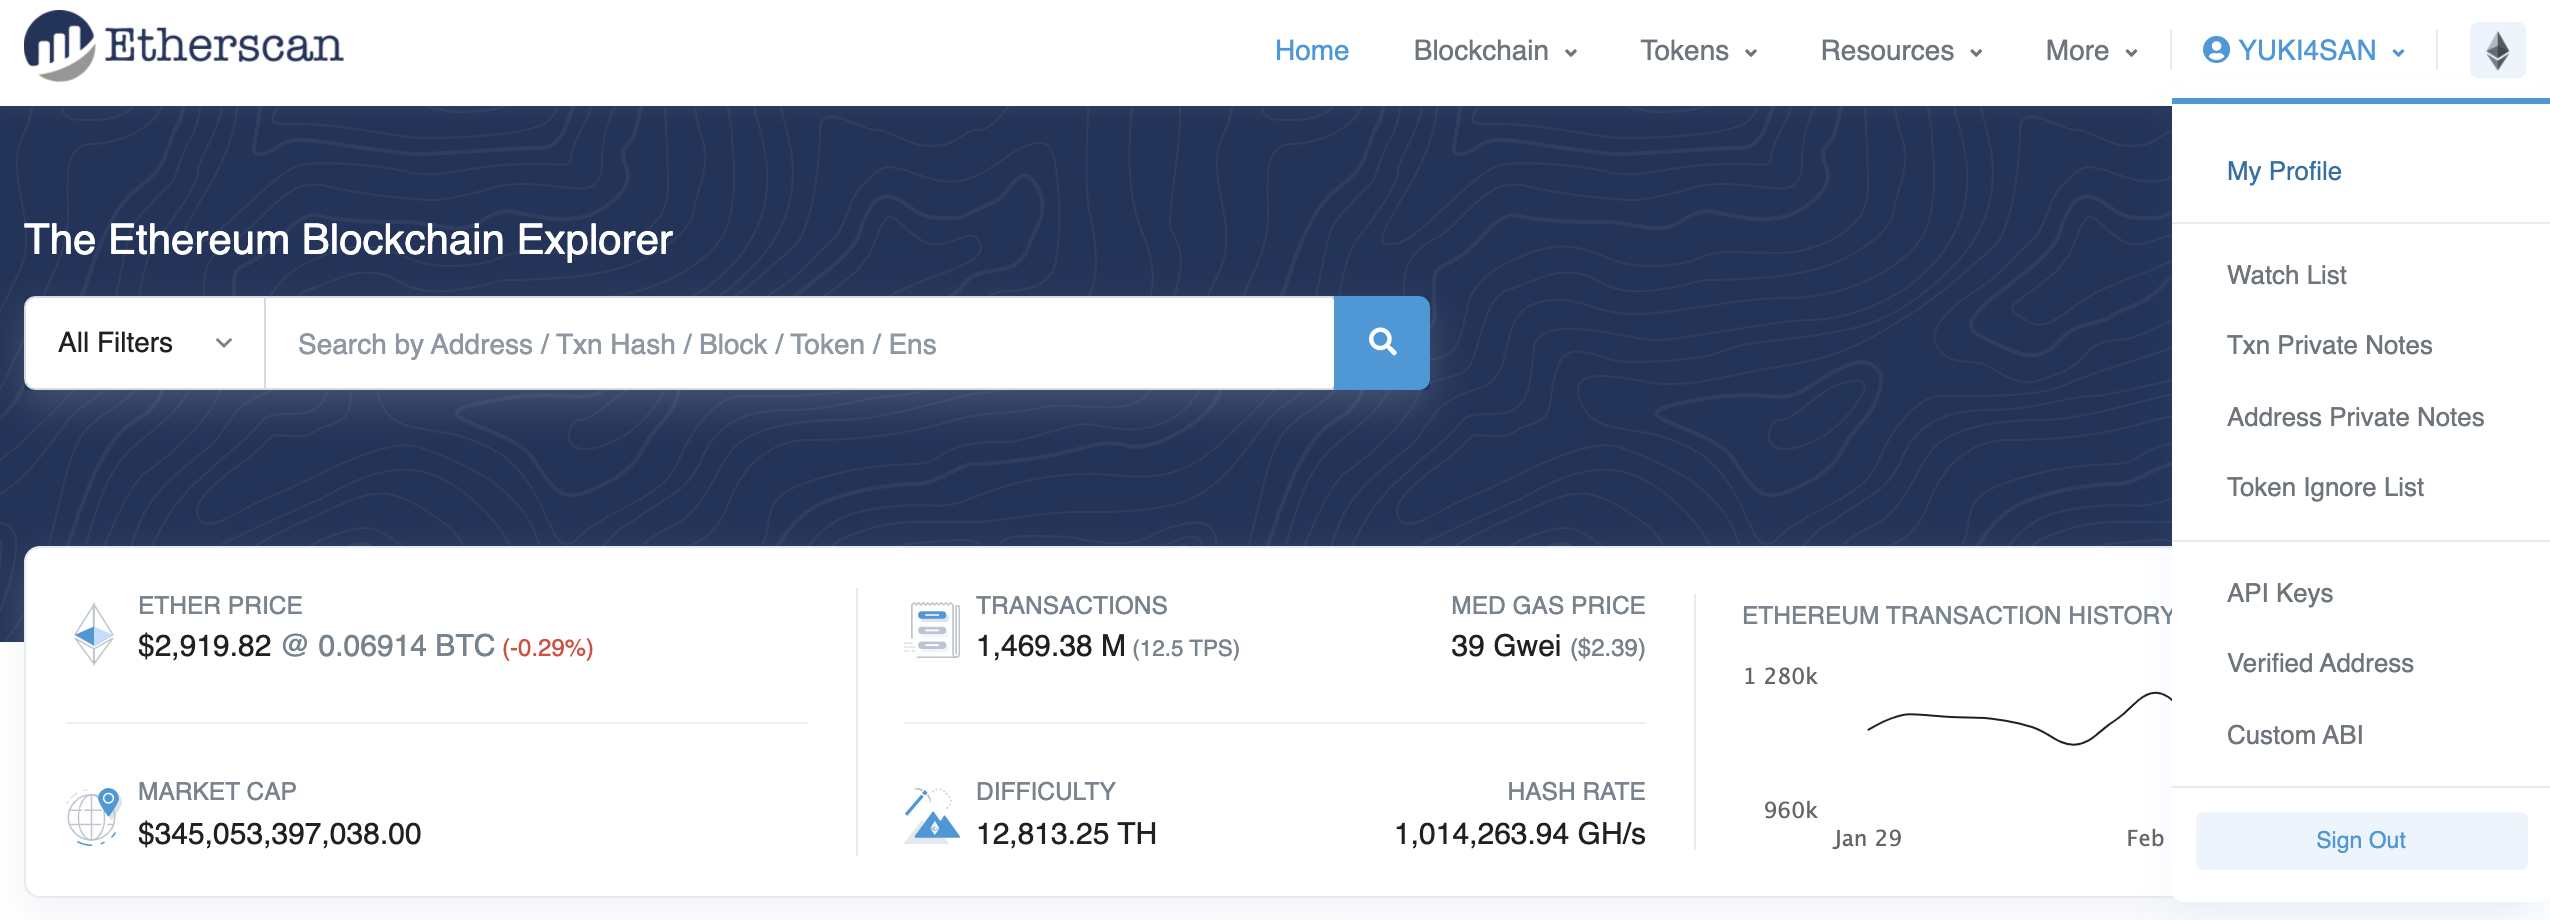 Etherscan
Home
Blockchain
Tokens
Resources
More
YUKI4SAN
The Ethereum Blockchain Explorer
All Filters
Search by Address / Txn Hash / Block / Token / Ens
ETHER PRICE
$2,919.82 @ 0.06914 BTC (-0.29%)
MARKET CAP
$345,053,397,038.00
TRANSACTIONS
1,469.38 M (12.5 TPS)
MED GAS PRICE
39 Gwei ($2.39)
DIFFICULTY
12,813.25 TH
HASH RATE
1,014,263.94 GH/s
ETHEREUM TRANSACTION HISTORY
1 280k
960k
Jan 29
Feb
My Profile
Watch List
Txn Private Notes
Address Private Notes
Token Ignore List
API Keys
Verified Address
Custom ABI
Sign Out